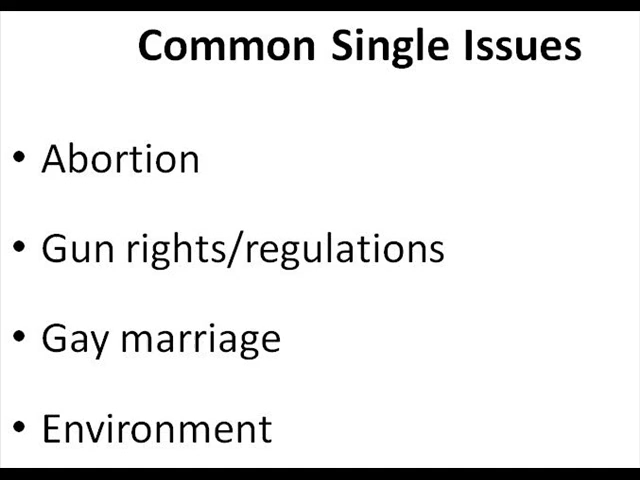 Common Single Issues
• Abortion
• Gun rights/regulations
• Gay marriage
• Environment